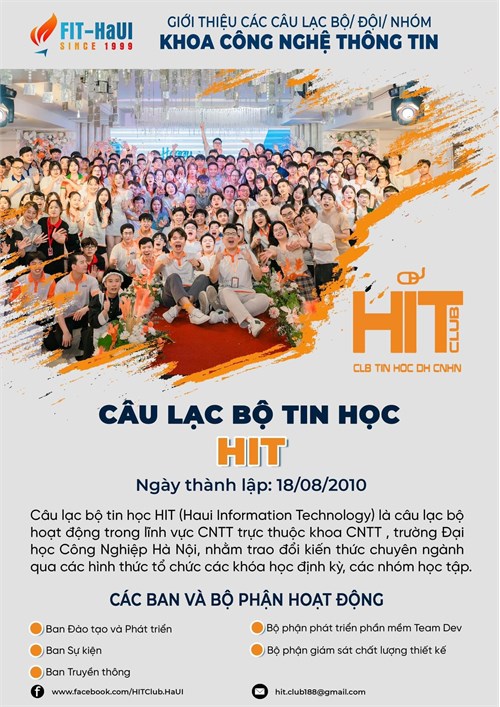 FIT-HaUI
SINCE 1999
GIỚI THIỆU CÁC CÂU LẠC BỘ/ ĐỘI/ NHÓM
KHOA CÔNG NGHỆ THÔNG TIN
HIT
CLUB
CLB TIN HỌC ĐH CNHN
CÂU LẠC BỘ TIN HỌC
HIT
Ngày thành lập: 18/08/2010
Câu lạc bộ tin học HIT (Haui Information Technology) là câu lạc bộ
hoạt động trong lĩnh vực CNTT trực thuộc khoa CNTT , trường Đại
học Công Nghiệp Hà Nội, nhằm trao đổi kiến thức chuyên ngành
qua các hình thức tổ chức các khóa học định kỳ, các nhóm học tập.
CÁC BAN VÀ BỘ PHẬN HOẠT ĐỘNG
Ban Đào tạo và Phát triển
Ban Sự kiện
Ban Truyền thông
Bộ phận phát triển phần mềm Team Dev
Bộ phận giám sát chất lượng thiết kế
www.facebook.com/HITClub.HaUI
hit.club188@gmail.com